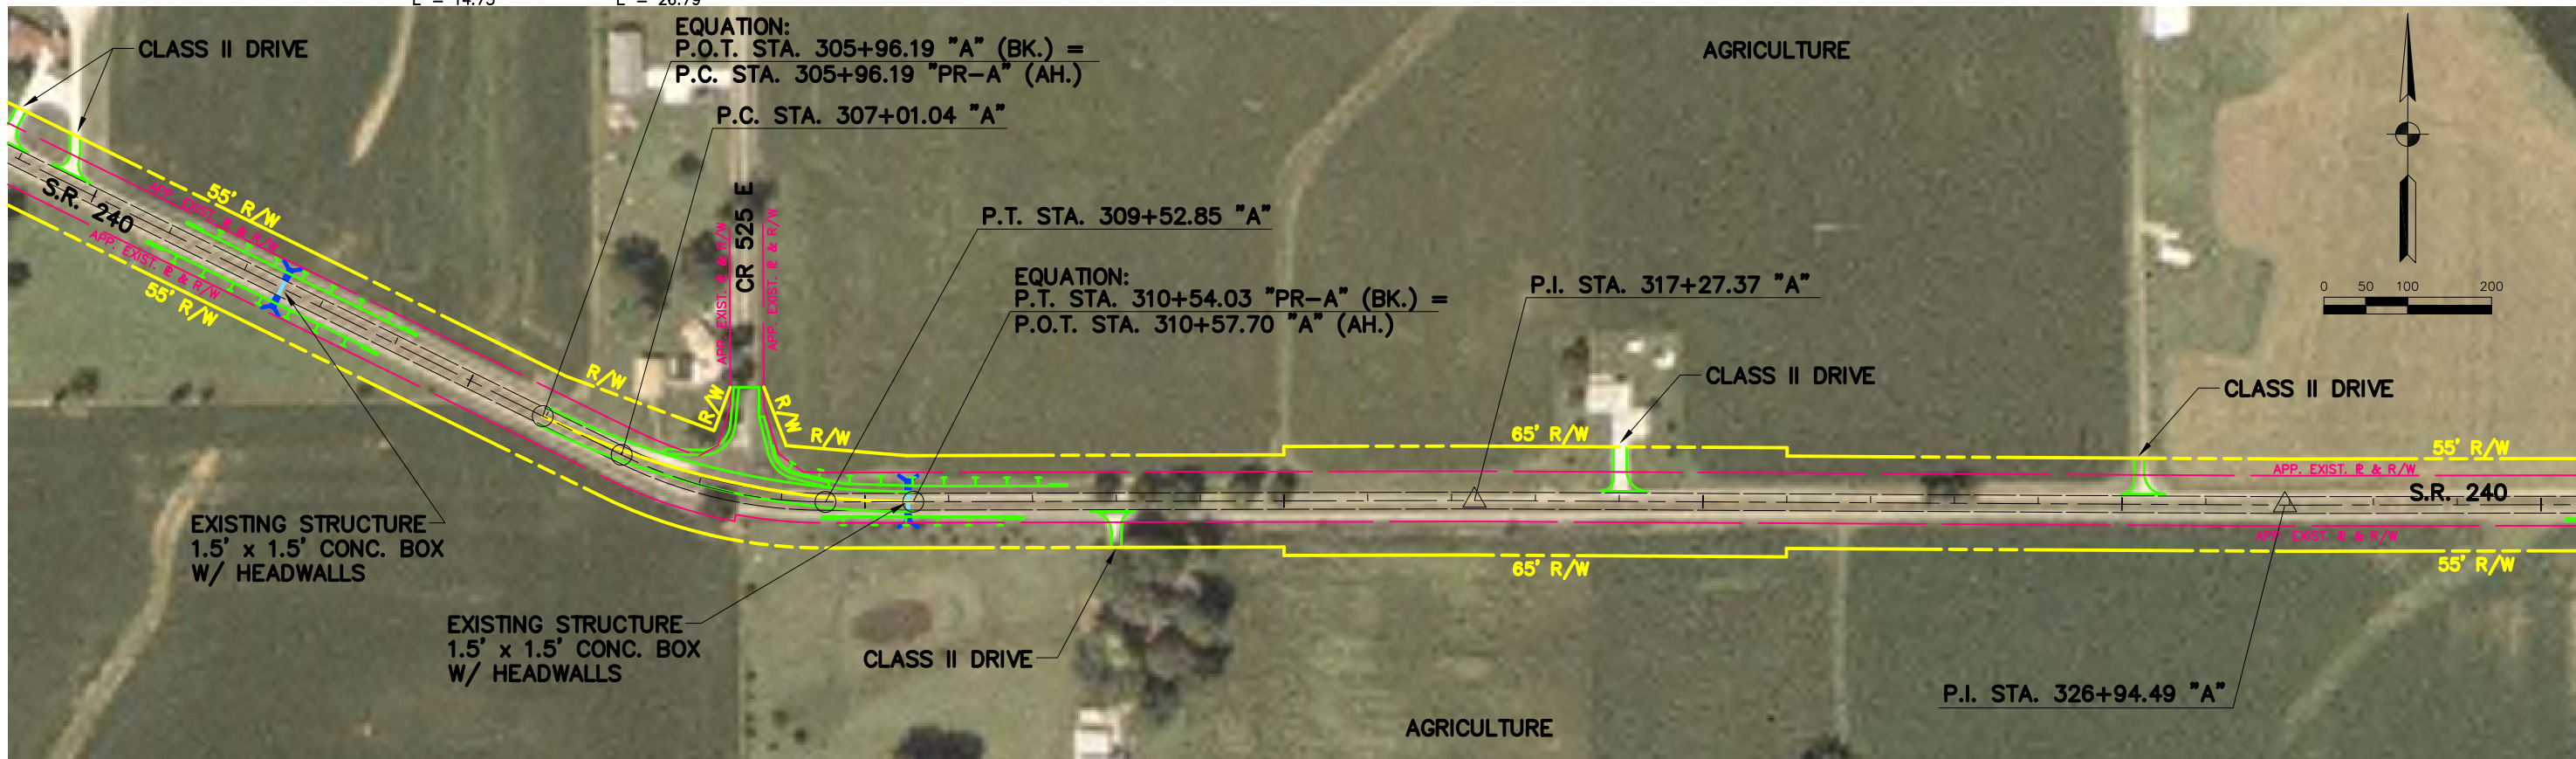 L = 14.75
L = 26.79
CLASS II DRIVE
EQUATION:
P.O.T. STA. 305+96.19 "A" (BK.) =
P.C. STA. 305+96.19 "PR-A" (AH.)
P.C. STA. 307+01.04 "A"
AGRICULTURE
S.R. 240
55' R/W
APP. EXIST. ⅊ & R/W
APP. EXIST. ⅊ & R/W
55' R/W
CR 525 E
APP. EXIST. ⅊ & R/W
APP. EXIST. ⅊ & R/W
P.T. STA. 309+52.85 "A"
EQUATION:
P.T. STA. 310+54.03 "PR-A" (BK.) =
P.O.T. STA. 310+57.70 "A" (AH.)
P.I. STA. 317+27.37 "A"
0 50 100 200
R/W
R/W
R/W
R/W
CLASS II DRIVE
CLASS II DRIVE
65' R/W
55' R/W
APP. EXIST. ⅊ & R/W
S.R. 240
APP. EXIST. ⅊ & R/W
65' R/W
55' R/W
EXISTING STRUCTURE
1.5' x 1.5' CONC. BOX
W/ HEADWALLS
EXISTING STRUCTURE
1.5' x 1.5' CONC. BOX
W/ HEADWALLS
CLASS II DRIVE
P.I. STA. 326+94.49 "A"
AGRICULTURE